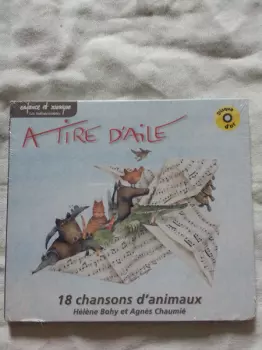 enfance et musique
A TIRE D'AILE
18 chansons d'animaux
Hélène Bohy et Agnès Chaumié